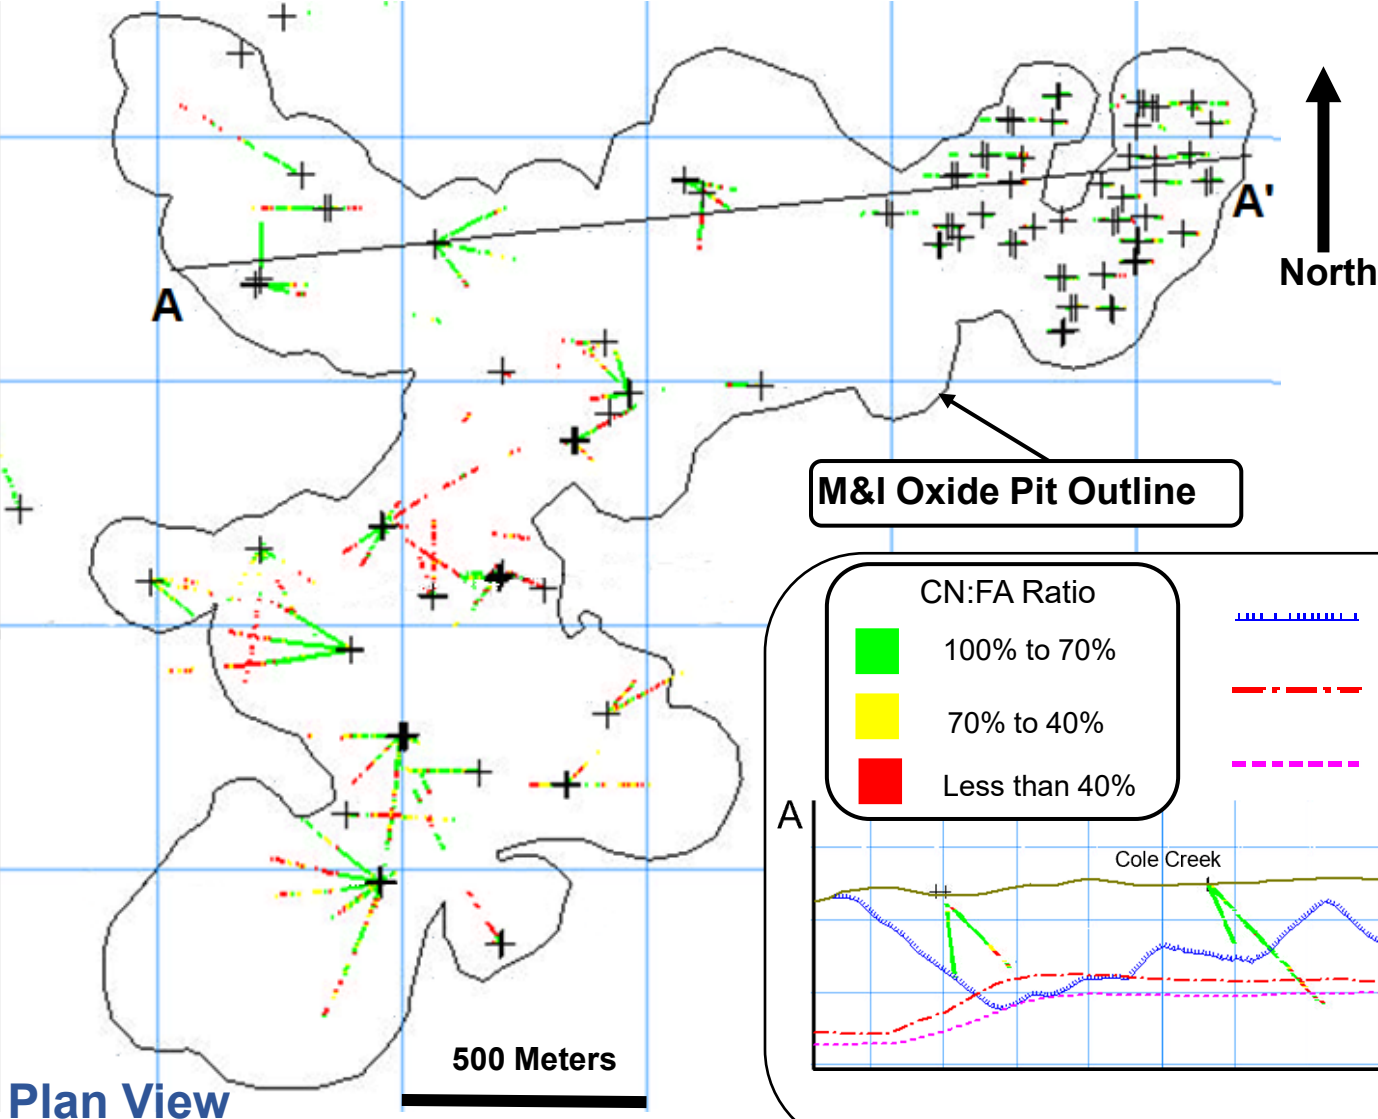 A
A'
North
M&I Oxide Pit Outline
CN:FA Ratio
100% to 70%
70% to 40%
Less than 40%
A
Cole Creek
500 Meters
Plan View